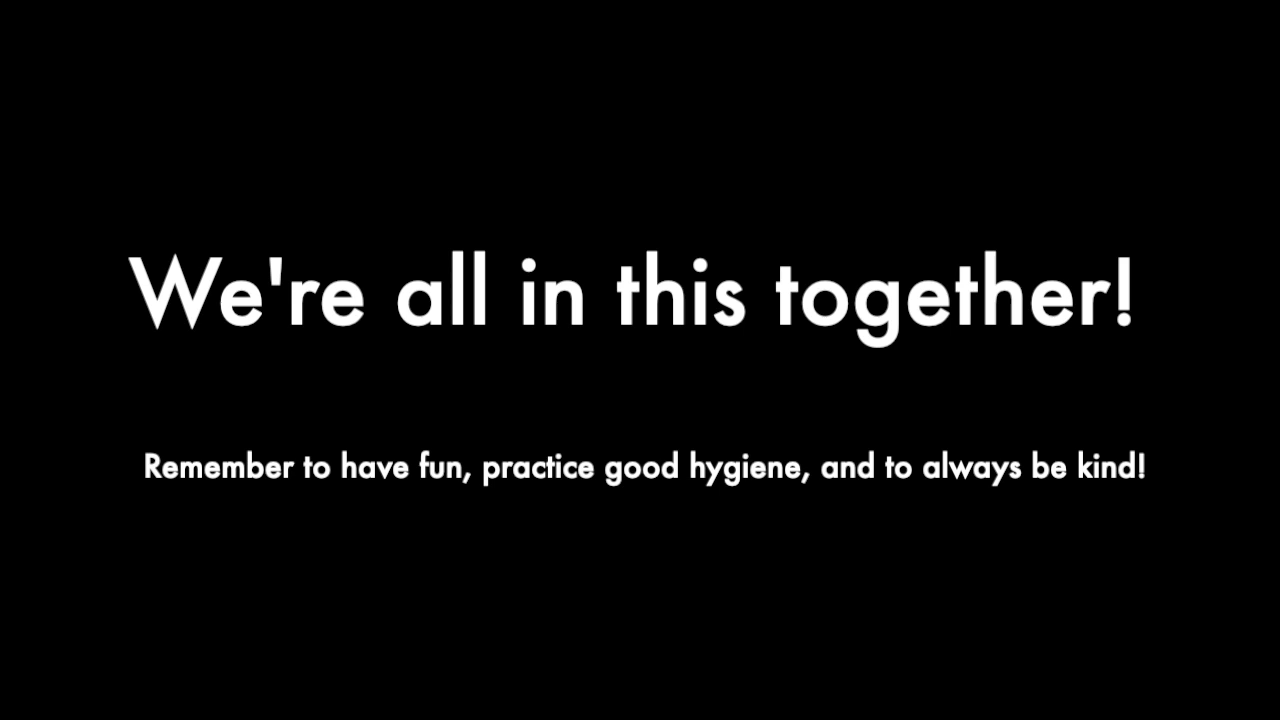 We're all in this together!
Remember to have fun, practice good hygiene, and to always be kind!